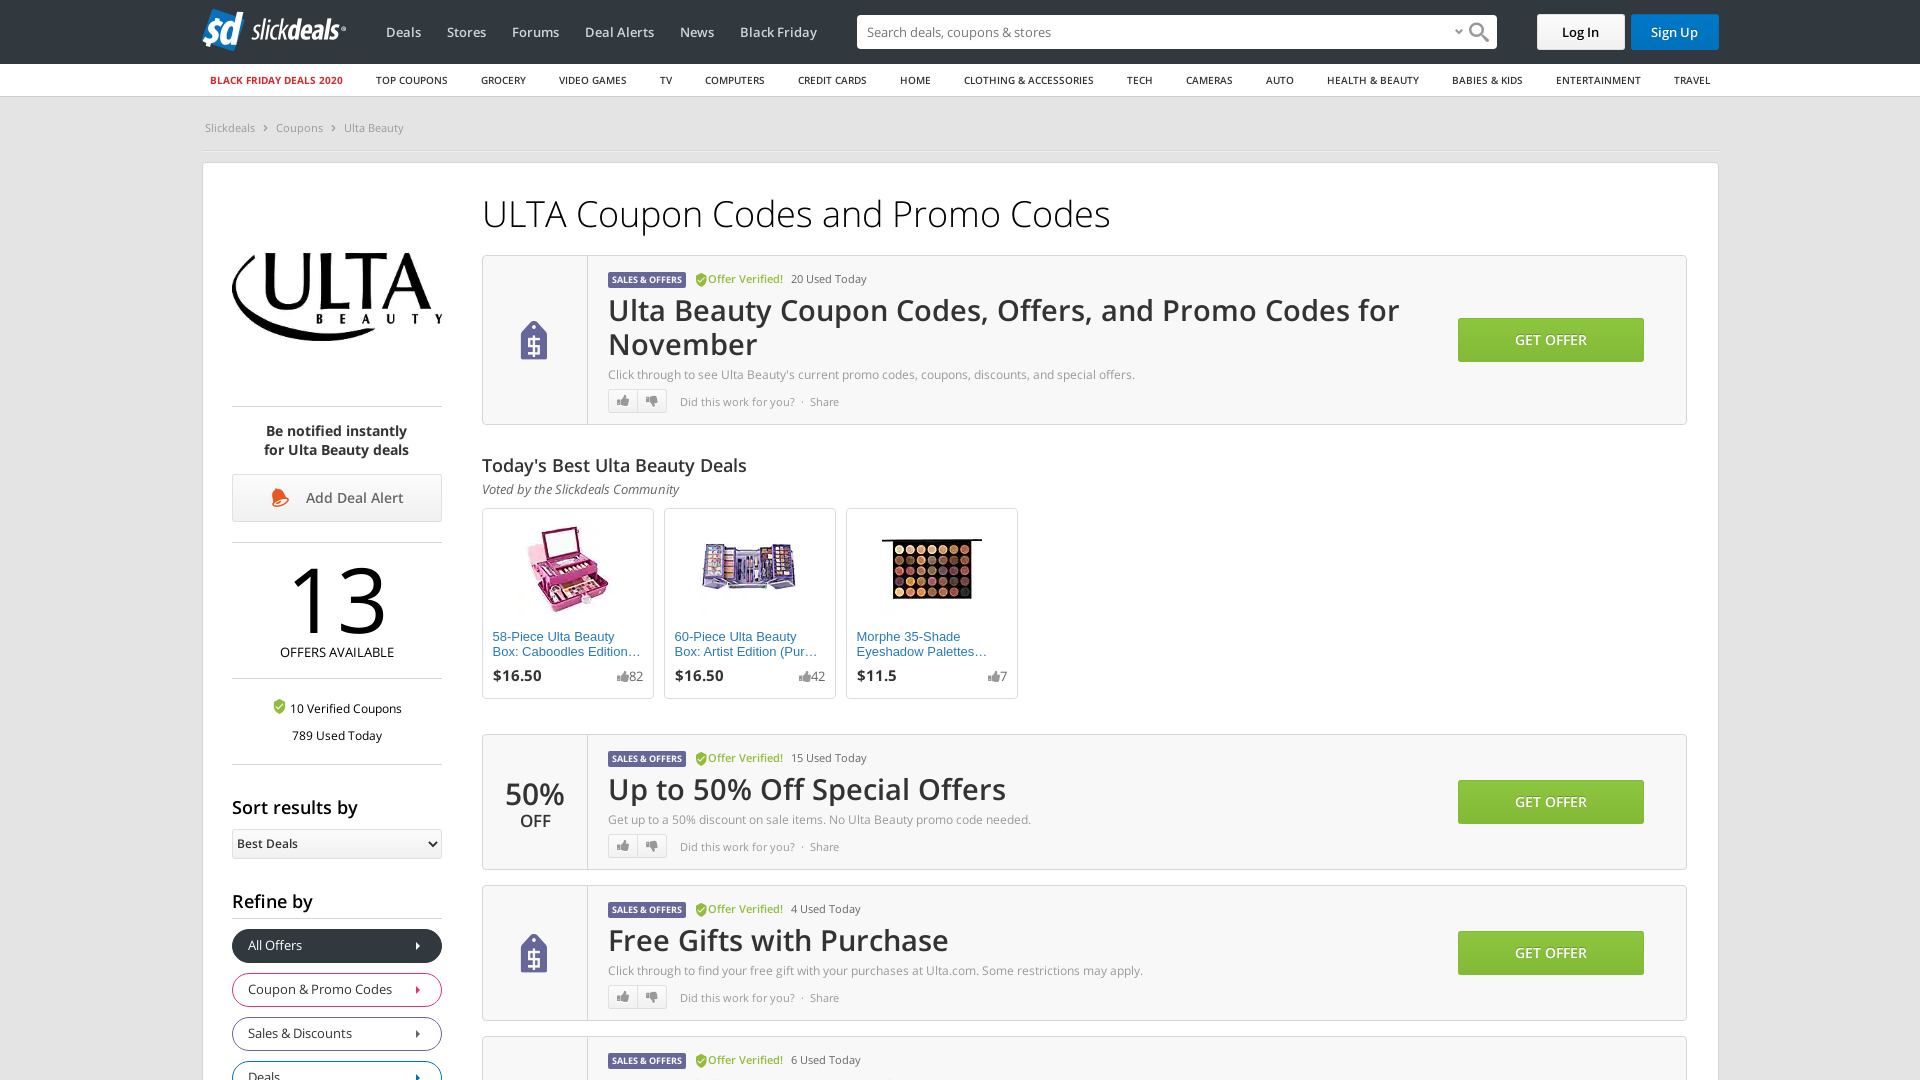 sd slickdeals
Deals Stores Forums Deal Alerts News Black Friday
Search deals, coupons & stores
Log In Sign Up
BLACK FRIDAY DEALS 2020 TOP COUPONS GROCERY VIDEO GAMES TV COMPUTERS CREDIT CARDS HOME CLOTHING & ACCESSORIES TECH CAMERAS AUTO HEALTH & BEAUTY BABIES & KIDS ENTERTAINMENT TRAVEL
Slickdeals Coupons Ulta Beauty
ULTA
BEAUTY
Be notified instantly
for Ulta Beauty deals
Add Deal Alert
13
OFFERS AVAILABLE
10 Verified Coupons
789 Used Today
Sort results by
Best Deals
Refine by
All Offers
Coupon & Promo Codes
Sales & Discounts
Deals
ULTA Coupon Codes and Promo Codes
SALES & OFFERS Offer Verified! 20 Used Today
Ulta Beauty Coupon Codes, Offers, and Promo Codes for
November
Click through to see Ulta Beauty's current promo codes, coupons, discounts, and special offers.
Did this work for you? · Share
GET OFFER
Today's Best Ulta Beauty Deals
Voted by the Slickdeals Community
58-Piece Ulta Beauty
Box: Caboodles Edition…
$16.50 82
60-Piece Ulta Beauty
Box: Artist Edition (Pur…
$16.50 42
Morphe 35-Shade
Eyeshadow Palettes…
$11.5 7
50%
OFF
SALES & OFFERS Offer Verified! 15 Used Today
Up to 50% Off Special Offers
Get up to a 50% discount on sale items. No Ulta Beauty promo code needed.
Did this work for you? · Share
GET OFFER
SALES & OFFERS Offer Verified! 4 Used Today
Free Gifts with Purchase
Click through to find your free gift with your purchases at Ulta.com. Some restrictions may apply.
Did this work for you? · Share
GET OFFER
SALES & OFFERS Offer Verified! 6 Used Today